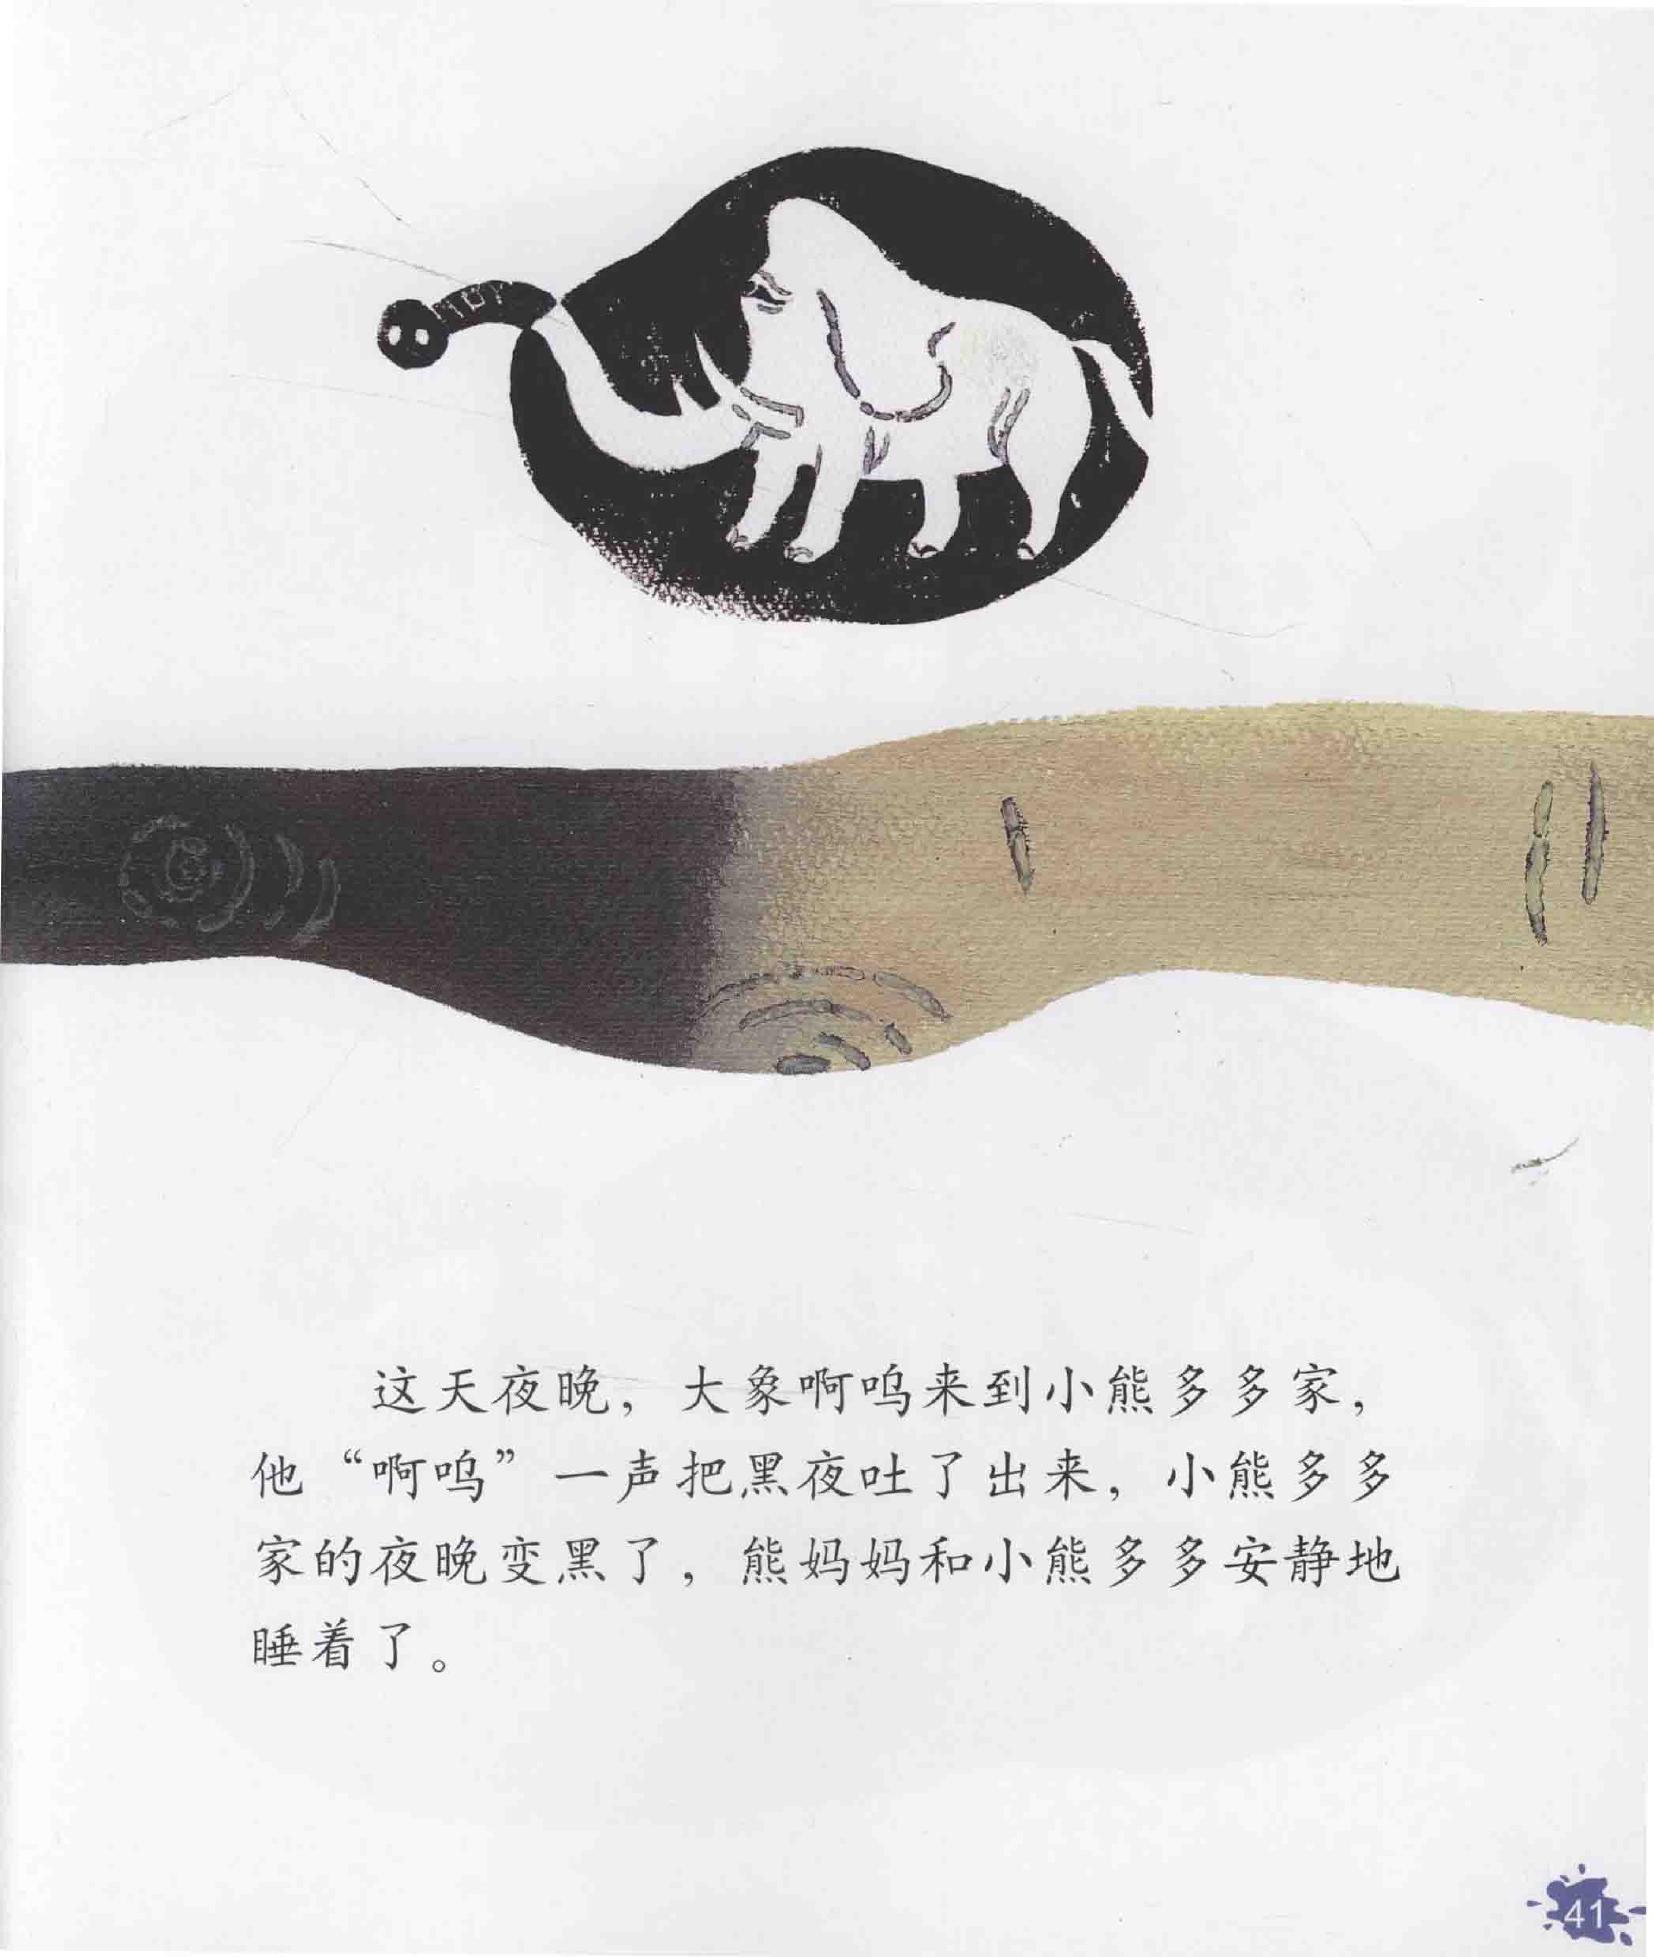 这天夜晚，大象啊呜来到小熊多多家，
他“啊呜”一声把黑夜吐了出来，小熊多多
家的夜晚变黑了，熊妈妈和小熊多多安静地
睡着了。
41